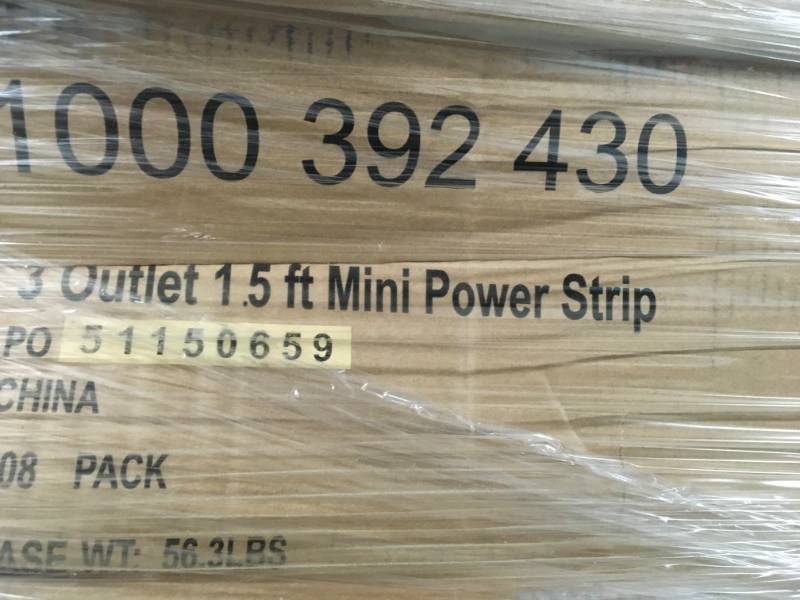 1000 392 430
3 Outlet 1.5 ft Mini Power Strip
PO 51150659
CHINA
08 PACK
ASE WT: 56.3LBS